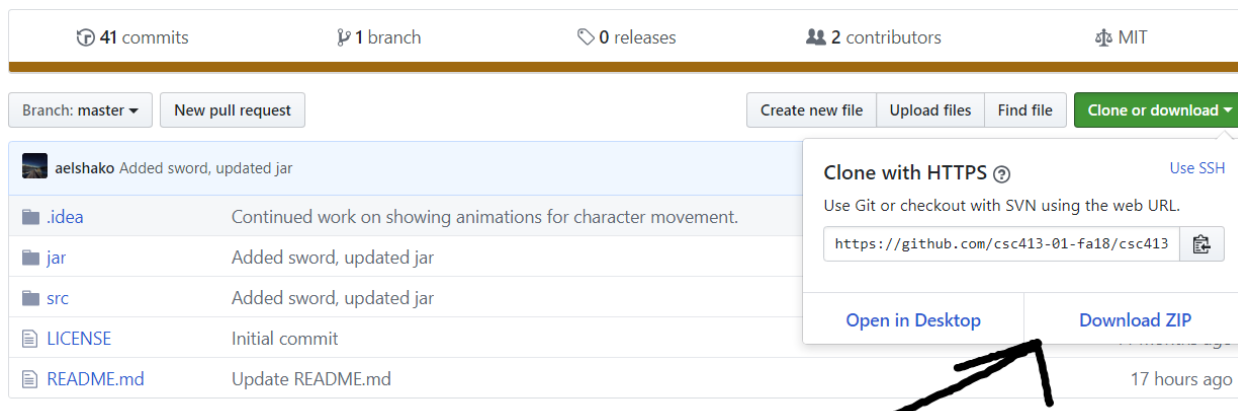 41 commits 1 branch 0 releases 2 contributors MIT
Branch: master New pull request Create new file Upload files Find file Clone or download
aelshako Added sword, updated jar
Clone with HTTPS Use SSH
Use Git or checkout with SVN using the web URL.
https://github.com/csc413-01-fa18/csc413
Open in Desktop Download ZIP
.idea Continued work on showing animations for character movement.
jar Added sword, updated jar
src Added sword, updated jar
LICENSE Initial commit
README.md Update README.md 17 hours ago